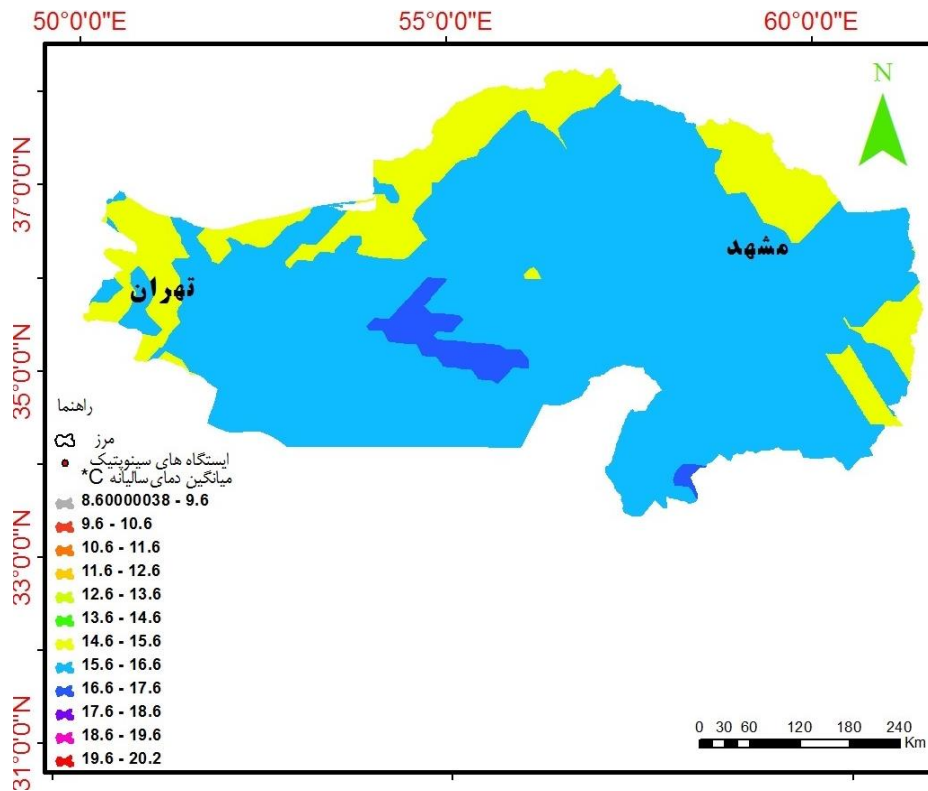 50°0'0"E 55°0'0"E 60°0'0"E
N
37°0'0"N
مشهد
تهران
35°0'0"N
راهنما
مرز
ایستگاه های سینوپتیک
میانگین دمای سالیانه C*
8.60000038 - 9.6
9.6 - 10.6
10.6 - 11.6
11.6 - 12.6
33°0'0"N
12.6 - 13.6
13.6 - 14.6
14.6 - 15.6
15.6 - 16.6
16.6 - 17.6
17.6 - 18.6
18.6 - 19.6
19.6 - 20.2
31°0'0"N
0 30 60 120 180 240
Km